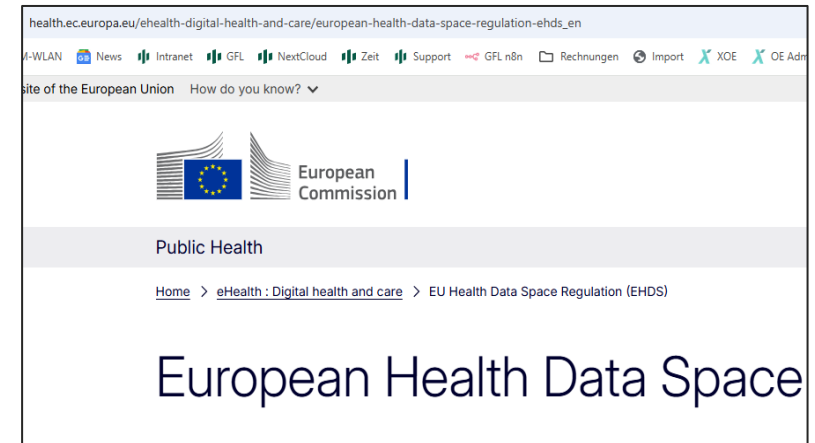 health.ec.europa.eu/ehealth-digital-health-and-care/european-health-data-space-regulation-ehds_en
News Intranet GFL NextCloud Zeit Support GFL n8n Rechnungen Import XOE OE Adm
site of the European Union How do you know?
European
Commission
Public Health
Home > eHealth : Digital health and care > EU Health Data Space Regulation (EHDS)
European Health Data Space